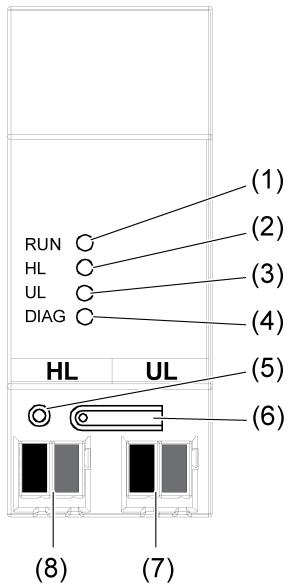 (1)
(2)
RUN
HL
(3)
UL
DIAG
(4)
HL UL
(5)
(6)
(8) (7)